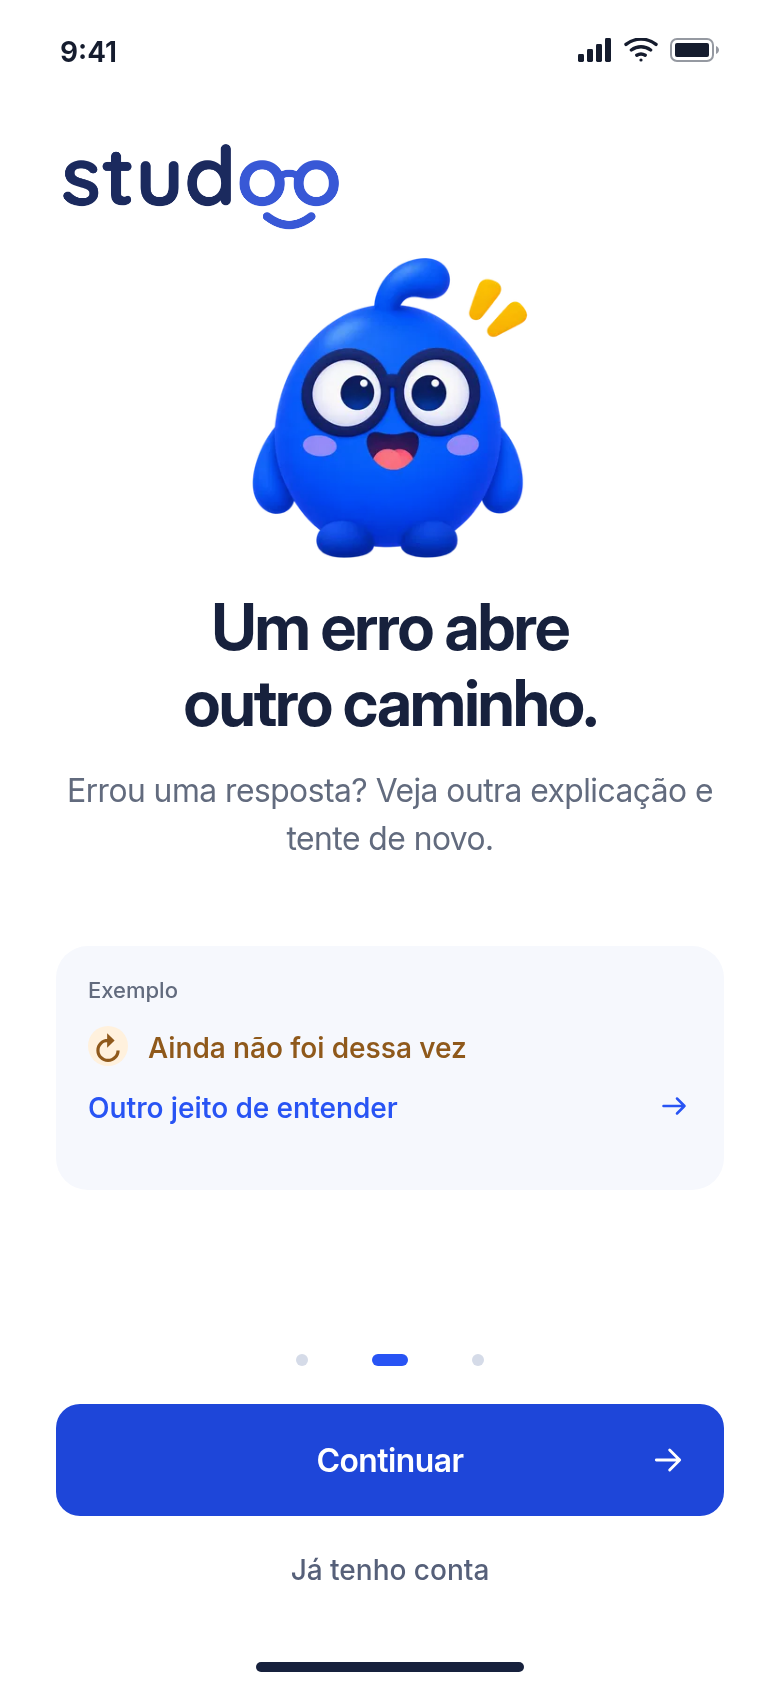 9:41
studoo
Um erro abre
outro caminho.
Errou uma resposta? Veja outra explicação e
tente de novo.
Exemplo
Ainda não foi dessa vez
Outro jeito de entender
Continuar
Já tenho conta